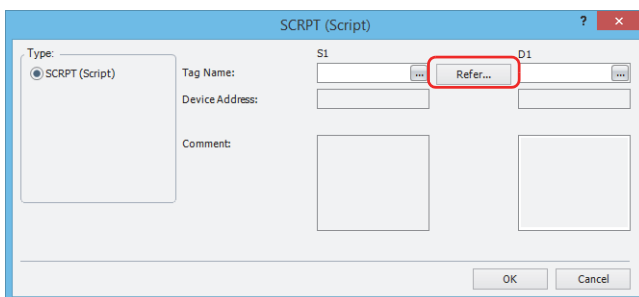 SCRPT (Script)
? ×
Type:
SCRPT (Script)
S1
D1
Tag Name:
...
Refer...
...
Device Address:
Comment:
OK
Cancel